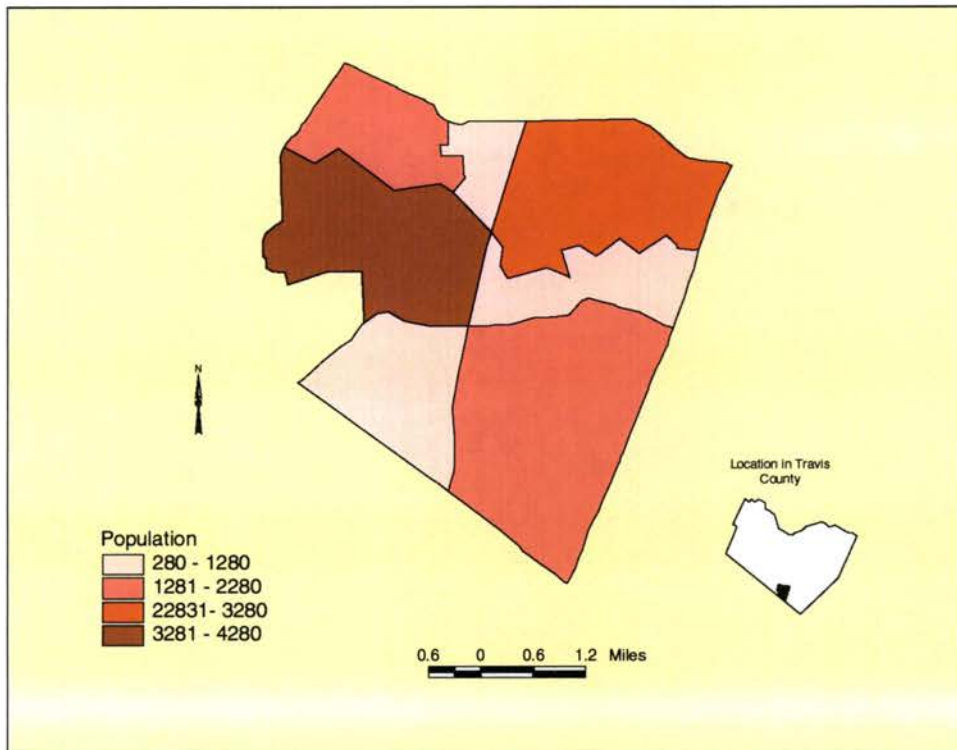 N
Location in Travis
County
Population
280 - 1280
1281 - 2280
22831- 3280
3281 - 4280
0.6 0 0.6 1.2 Miles